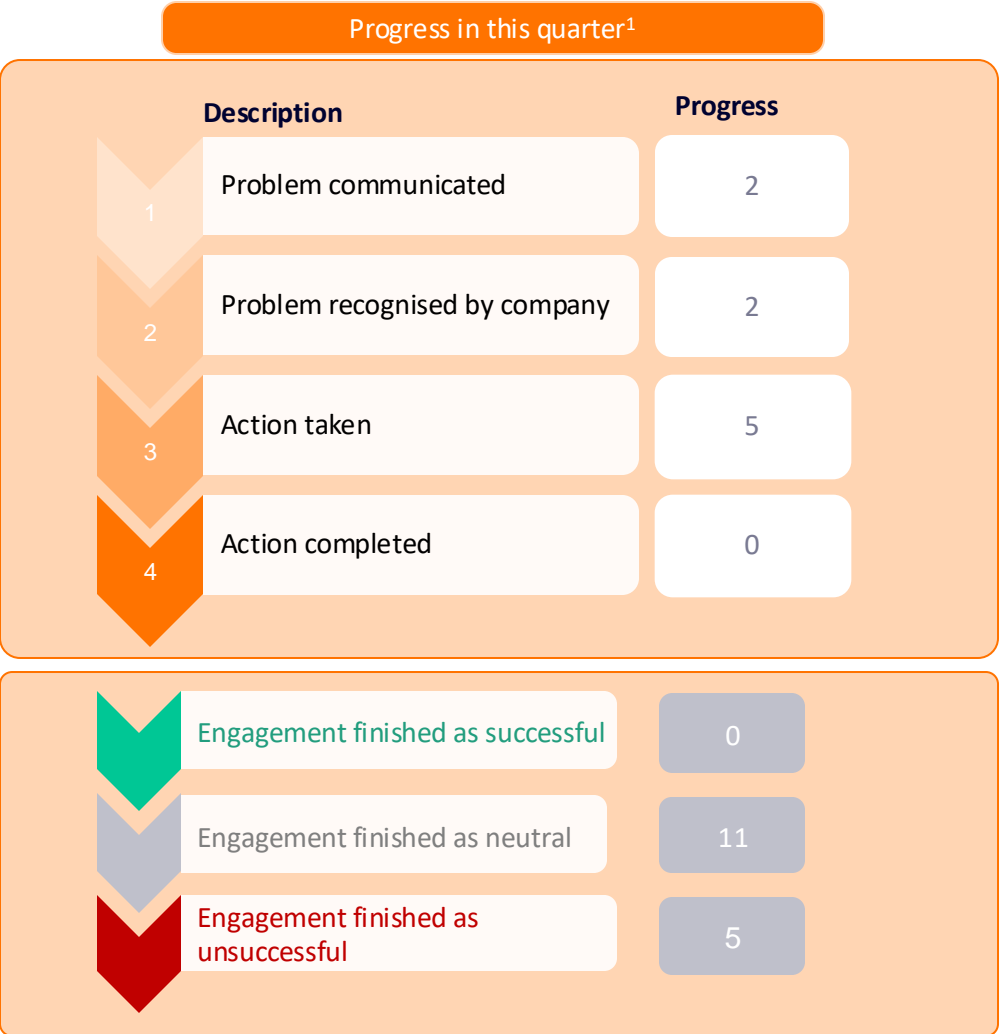 Progress in this quarter¹
Description
Progress
1
Problem communicated
2
2
Problem recognised by company
2
3
Action taken
5
4
Action completed
0
Engagement finished as successful
0
Engagement finished as neutral
11
Engagement finished as
unsuccessful
5